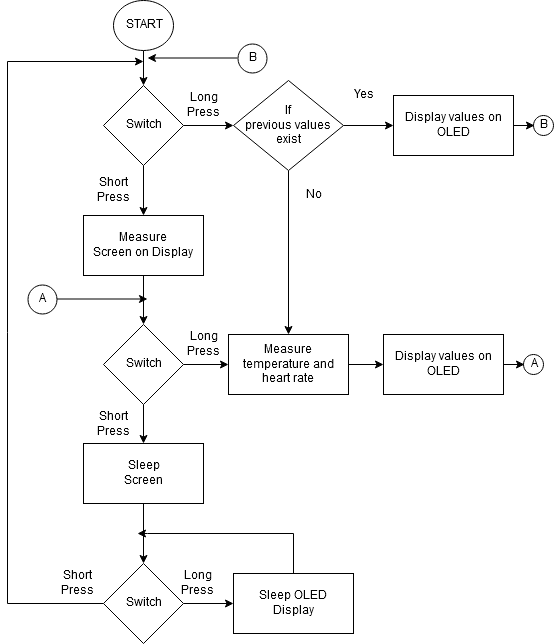 START
B
Switch
Long
Press
If
previous values
exist
Yes
Display values on
OLED
B
Short
Press
No
Measure
Screen on Display
A
Switch
Long
Press
Measure
temperature and
heart rate
Display values on
OLED
A
Short
Press
Sleep
Screen
Short
Press
Switch
Long
Press
Sleep OLED
Display